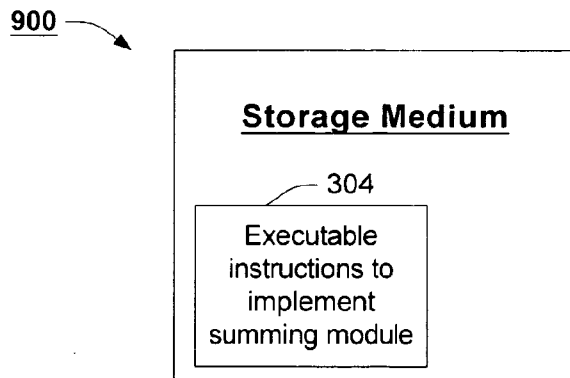 900
Storage Medium
304
Executable
instructions to
implement
summing module